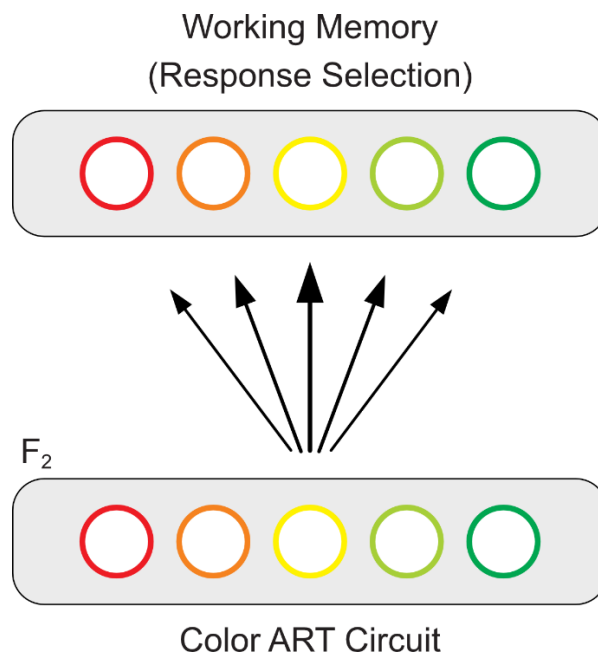 Working Memory
(Response Selection)
F₂
Color ART Circuit